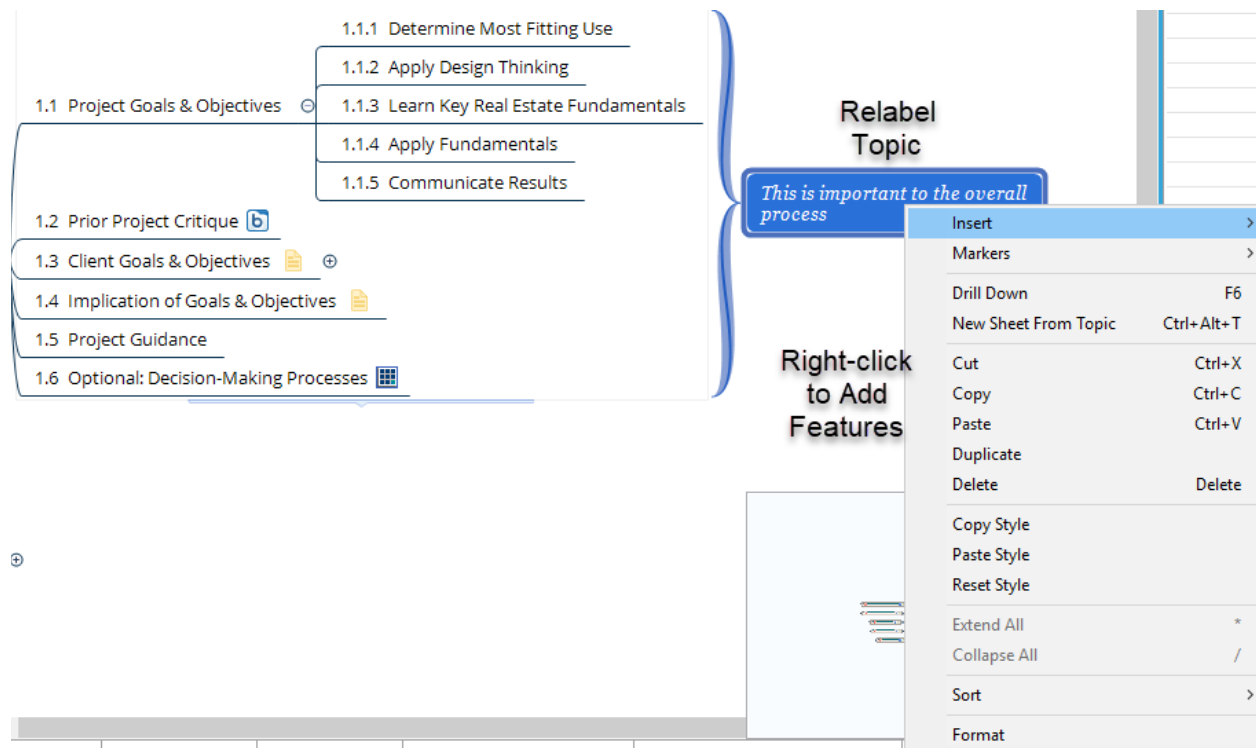 1.1.1 Determine Most Fitting Use
1.1.2 Apply Design Thinking
1.1 Project Goals & Objectives
1.1.3 Learn Key Real Estate Fundamentals
1.1.4 Apply Fundamentals
1.1.5 Communicate Results
1.2 Prior Project Critique b
1.3 Client Goals & Objectives
1.4 Implication of Goals & Objectives
1.5 Project Guidance
1.6 Optional: Decision-Making Processes
Relabel
Topic
This is important to the overall
process
Right-click
to Add
Features
Insert
Markers
Drill Down F6
New Sheet From Topic Ctrl+Alt+T
Cut Ctrl+X
Copy Ctrl+C
Paste Ctrl+V
Duplicate
Delete Delete
Copy Style
Paste Style
Reset Style
Extend All *
Collapse All /
Sort
Format